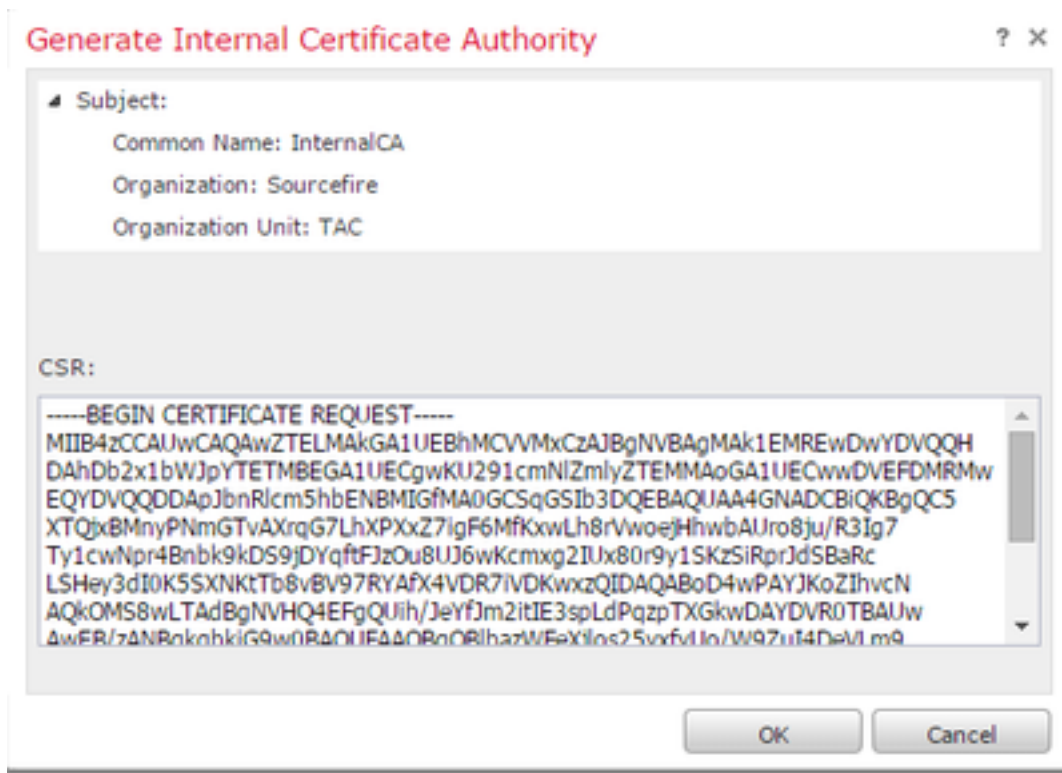 Generate Internal Certificate Authority ? ×
Subject:
Common Name: InternalCA
Organization: Sourcefire
Organization Unit: TAC
CSR:
-----BEGIN CERTIFICATE REQUEST-----
MIIB4zCCAUwCAQAwZTELMAkGA1UEBhMCVVMxCzAJBgNVBAgMAk1EMREwDwYDVQQH
DAhDb2x1bWJpYTETMBEGA1UECgwKU291cmNlZmlyZTEMMAoGA1UECwwDVEFDMRMw
EQYDVQQDDApJbnRlcm5hbENBMIGfMA0GCSqGSIb3DQEBAQUAA4GNADCBiQKBgQC5
XTQjxBMnyPNmGTvAXrqG7LhXPXxZ7igF6MfKxwLh8rVwoejHhwbAUro8ju/R3Ig7
Ty1cwNpr4Bnbk9kDS9jDYqftFJzOu8UJ6wKcmxg2IUx80r9y1SKzSiRprJdSBaRc
LSHey3dI0K5SXNKtTb8vBV97RYAfX4VDR7iVDKwxzQIDAQABoD4wPAYJKoZIhvcN
AQkOMS8wLTAdBgNVHQ4EFgQUih/JeYfJm2itIE3spLdPqzpTXGkwDAYDVR0TBAUw
OK
Cancel